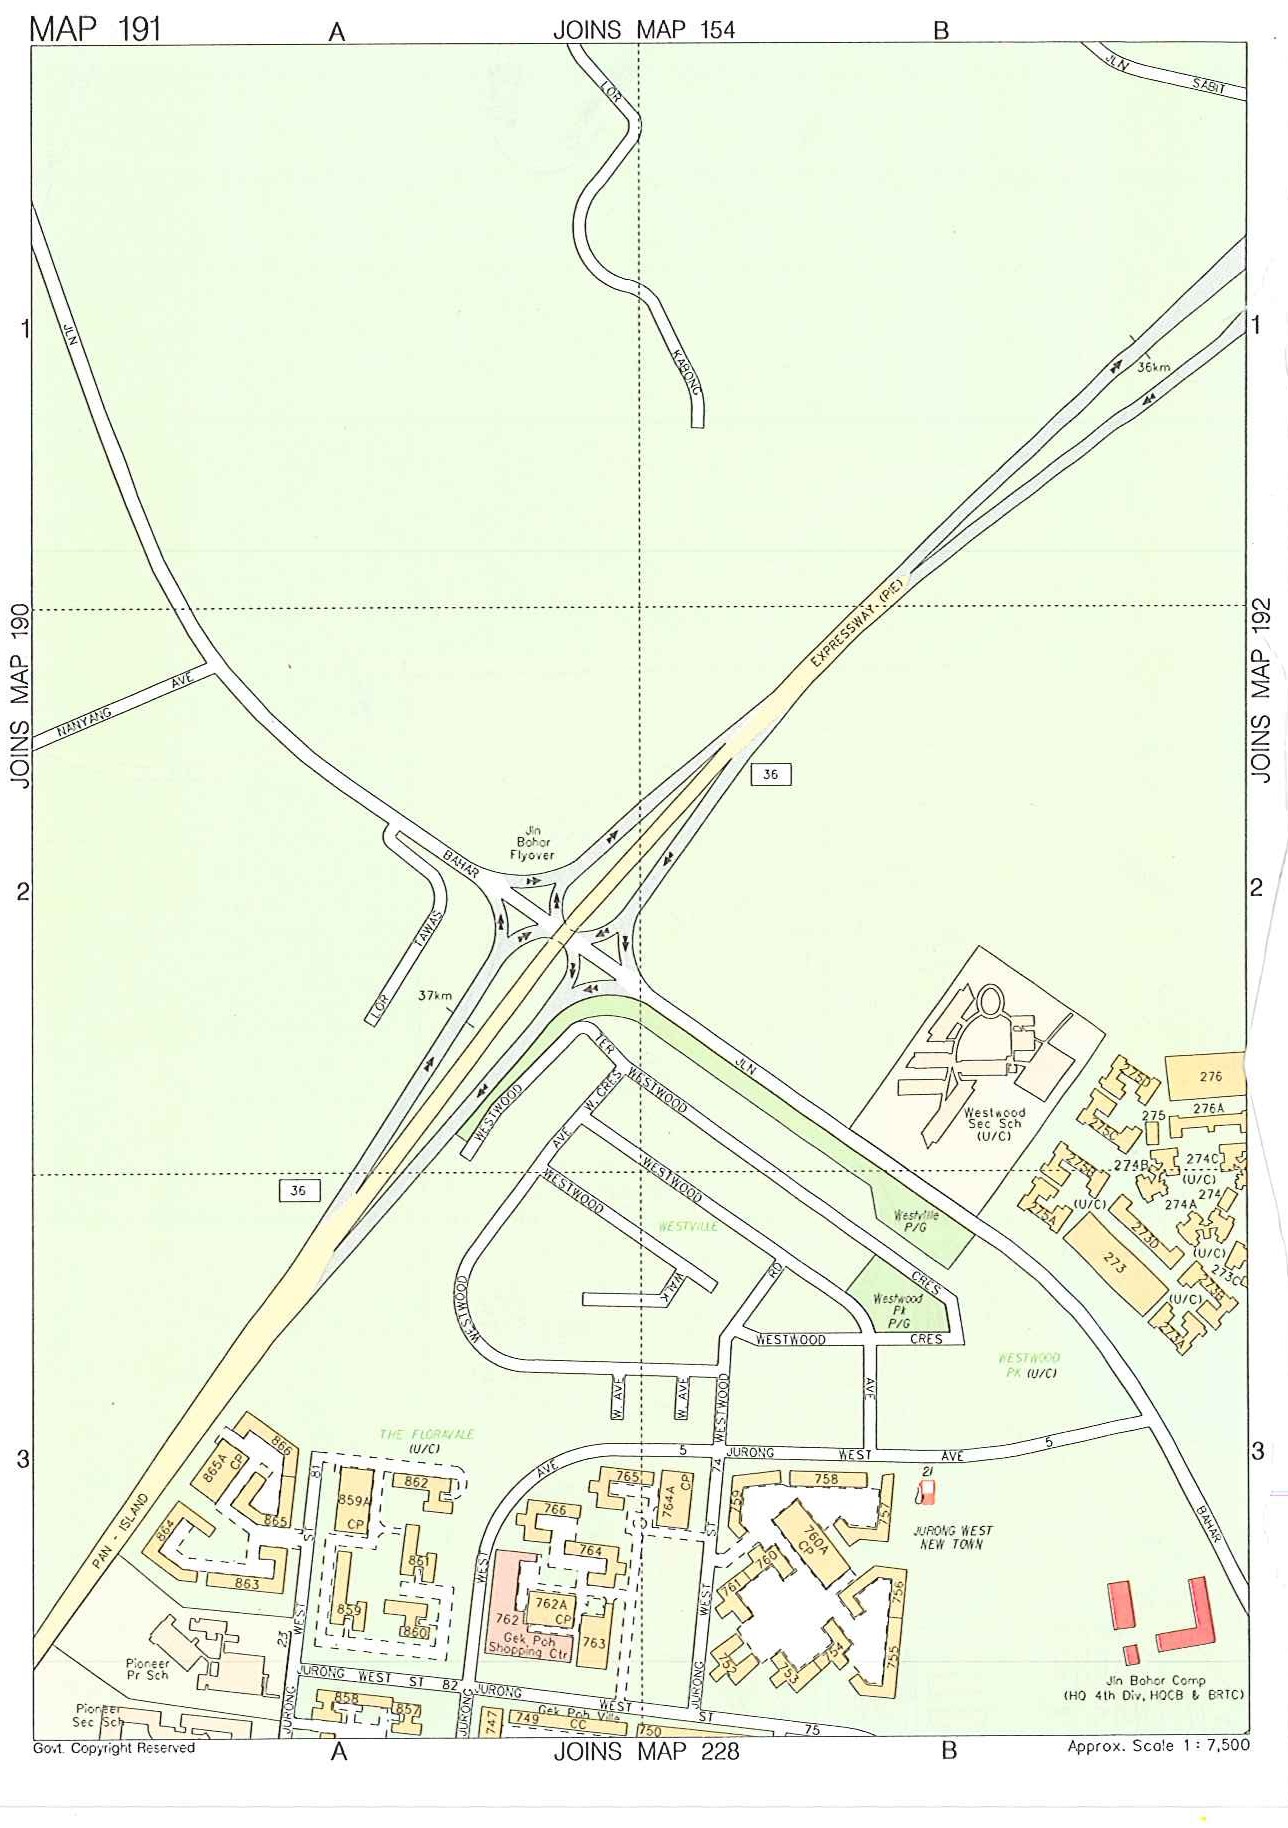 MAP 191
A
JOINS MAP 154
B
JLN
SABIT
LOR
KABONG
1
1
JLN
36km
JOINS MAP 190
JOINS MAP 192
EXPRESSWAY (PIE)
NANYANG AVE
36
Jln
Bahar
Flyover
BAHAR
2
2
TAWAS
LOR
37km
TER
WESTWOOD
W. CRES
WESTWOOD
AVE
JLN
Westwood
Sec Sch
(U/C)
275D
276
275
276A
275C
275B
274B
274C
(U/C)
274
274A
(U/C)
275A
273D
(U/C)
273
273C
273B
(U/C)
273A
36
WESTWOOD
WESTWOOD
WESTVILLE
Westville
P/G
WALK
RD
CRES
Westwood
Pk
P/G
WESTWOOD
WESTWOOD
CRES
WESTWOOD
PK (U/C)
W. AVE
W. AVE
WESTWOOD
AVE
3
3
THE FLORAVALE
(U/C)
AVE
5
JURONG WEST AVE 5
866
865A
CP
865
864
863
81
ST
WEST
859A
CP
862
861
859
860
765
764A
CP
766
764
762A
CP
762
763
Gek Poh
Shopping Ctr
WEST
74
ST
WEST
JURONG
759
758
757
760A
CP
760
761
756
755
754
753
752
21
JURONG WEST
NEW TOWN
BAHAR
PAN - ISLAND
23
Pioneer
Pr Sch
Pioneer
Sec Sch
JURONG WEST ST 82
JURONG WEST ST 75
JURONG
JURONG
858
857
747
749
Gek Poh Ville
CC
750
Jln Bahar Camp
(HQ 4th Div, HQCB & BRTC)
Govt. Copyright Reserved
A
JOINS MAP 228
B
Approx. Scale 1 : 7,500